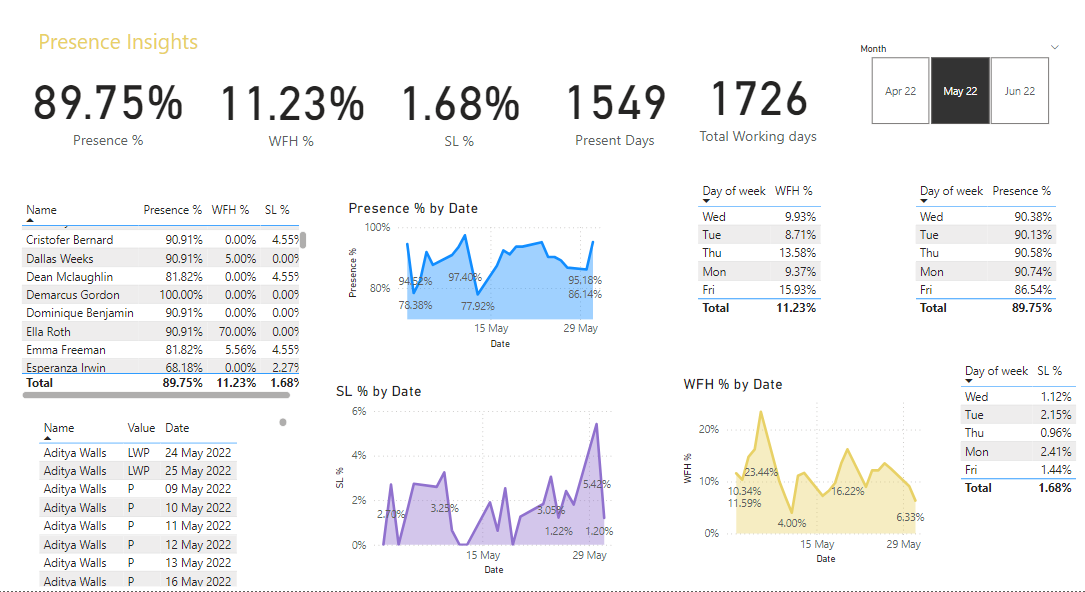 Presence Insights
89.75%
Presence %
11.23%
WFH %
1.68%
SL %
1549
Present Days
1726
Total Working days
Month
Apr 22
May 22
Jun 22
Name Presence % WFH % SL %
Cristofer Bernard 90.91% 0.00% 4.55%
Dallas Weeks 90.91% 5.00% 0.00%
Dean Mclaughlin 81.82% 0.00% 4.55%
Demarcus Gordon 100.00% 0.00% 0.00%
Dominique Benjamin 90.91% 0.00% 0.00%
Ella Roth 90.91% 70.00% 0.00%
Emma Freeman 81.82% 5.56% 4.55%
Esperanza Irwin 68.18% 0.00% 2.27%
Total 89.75% 11.23% 1.68%
Presence % by Date
Presence %
100%
80%
94.52%
78.38%
97.40%
77.92%
95.18%
86.14%
15 May
29 May
Date
Day of week WFH %
Wed 9.93%
Tue 8.71%
Thu 13.58%
Mon 9.37%
Fri 15.93%
Total 11.23%
Day of week Presence %
Wed 90.38%
Tue 90.13%
Thu 90.58%
Mon 90.74%
Fri 86.54%
Total 89.75%
Name Value Date
Aditya Walls LWP 24 May 2022
Aditya Walls LWP 25 May 2022
Aditya Walls P 09 May 2022
Aditya Walls P 10 May 2022
Aditya Walls P 11 May 2022
Aditya Walls P 12 May 2022
Aditya Walls P 13 May 2022
Aditya Walls P 16 May 2022
SL % by Date
SL %
6%
4%
2%
0%
2.70%
3.25%
3.05%
5.42%
1.22%
1.20%
15 May
29 May
Date
WFH % by Date
WFH %
20%
10%
0%
23.44%
10.34%
11.59%
4.00%
16.22%
6.33%
15 May
29 May
Date
Day of week SL %
Wed 1.12%
Tue 2.15%
Thu 0.96%
Mon 2.41%
Fri 1.44%
Total 1.68%